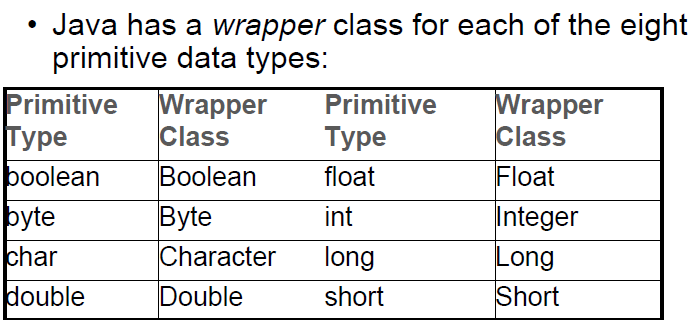 • Java has a wrapper class for each of the eight
primitive data types:
Primitive Wrapper Primitive Wrapper
Type Class Type Class
boolean Boolean float Float
byte Byte int Integer
char Character long Long
double Double short Short